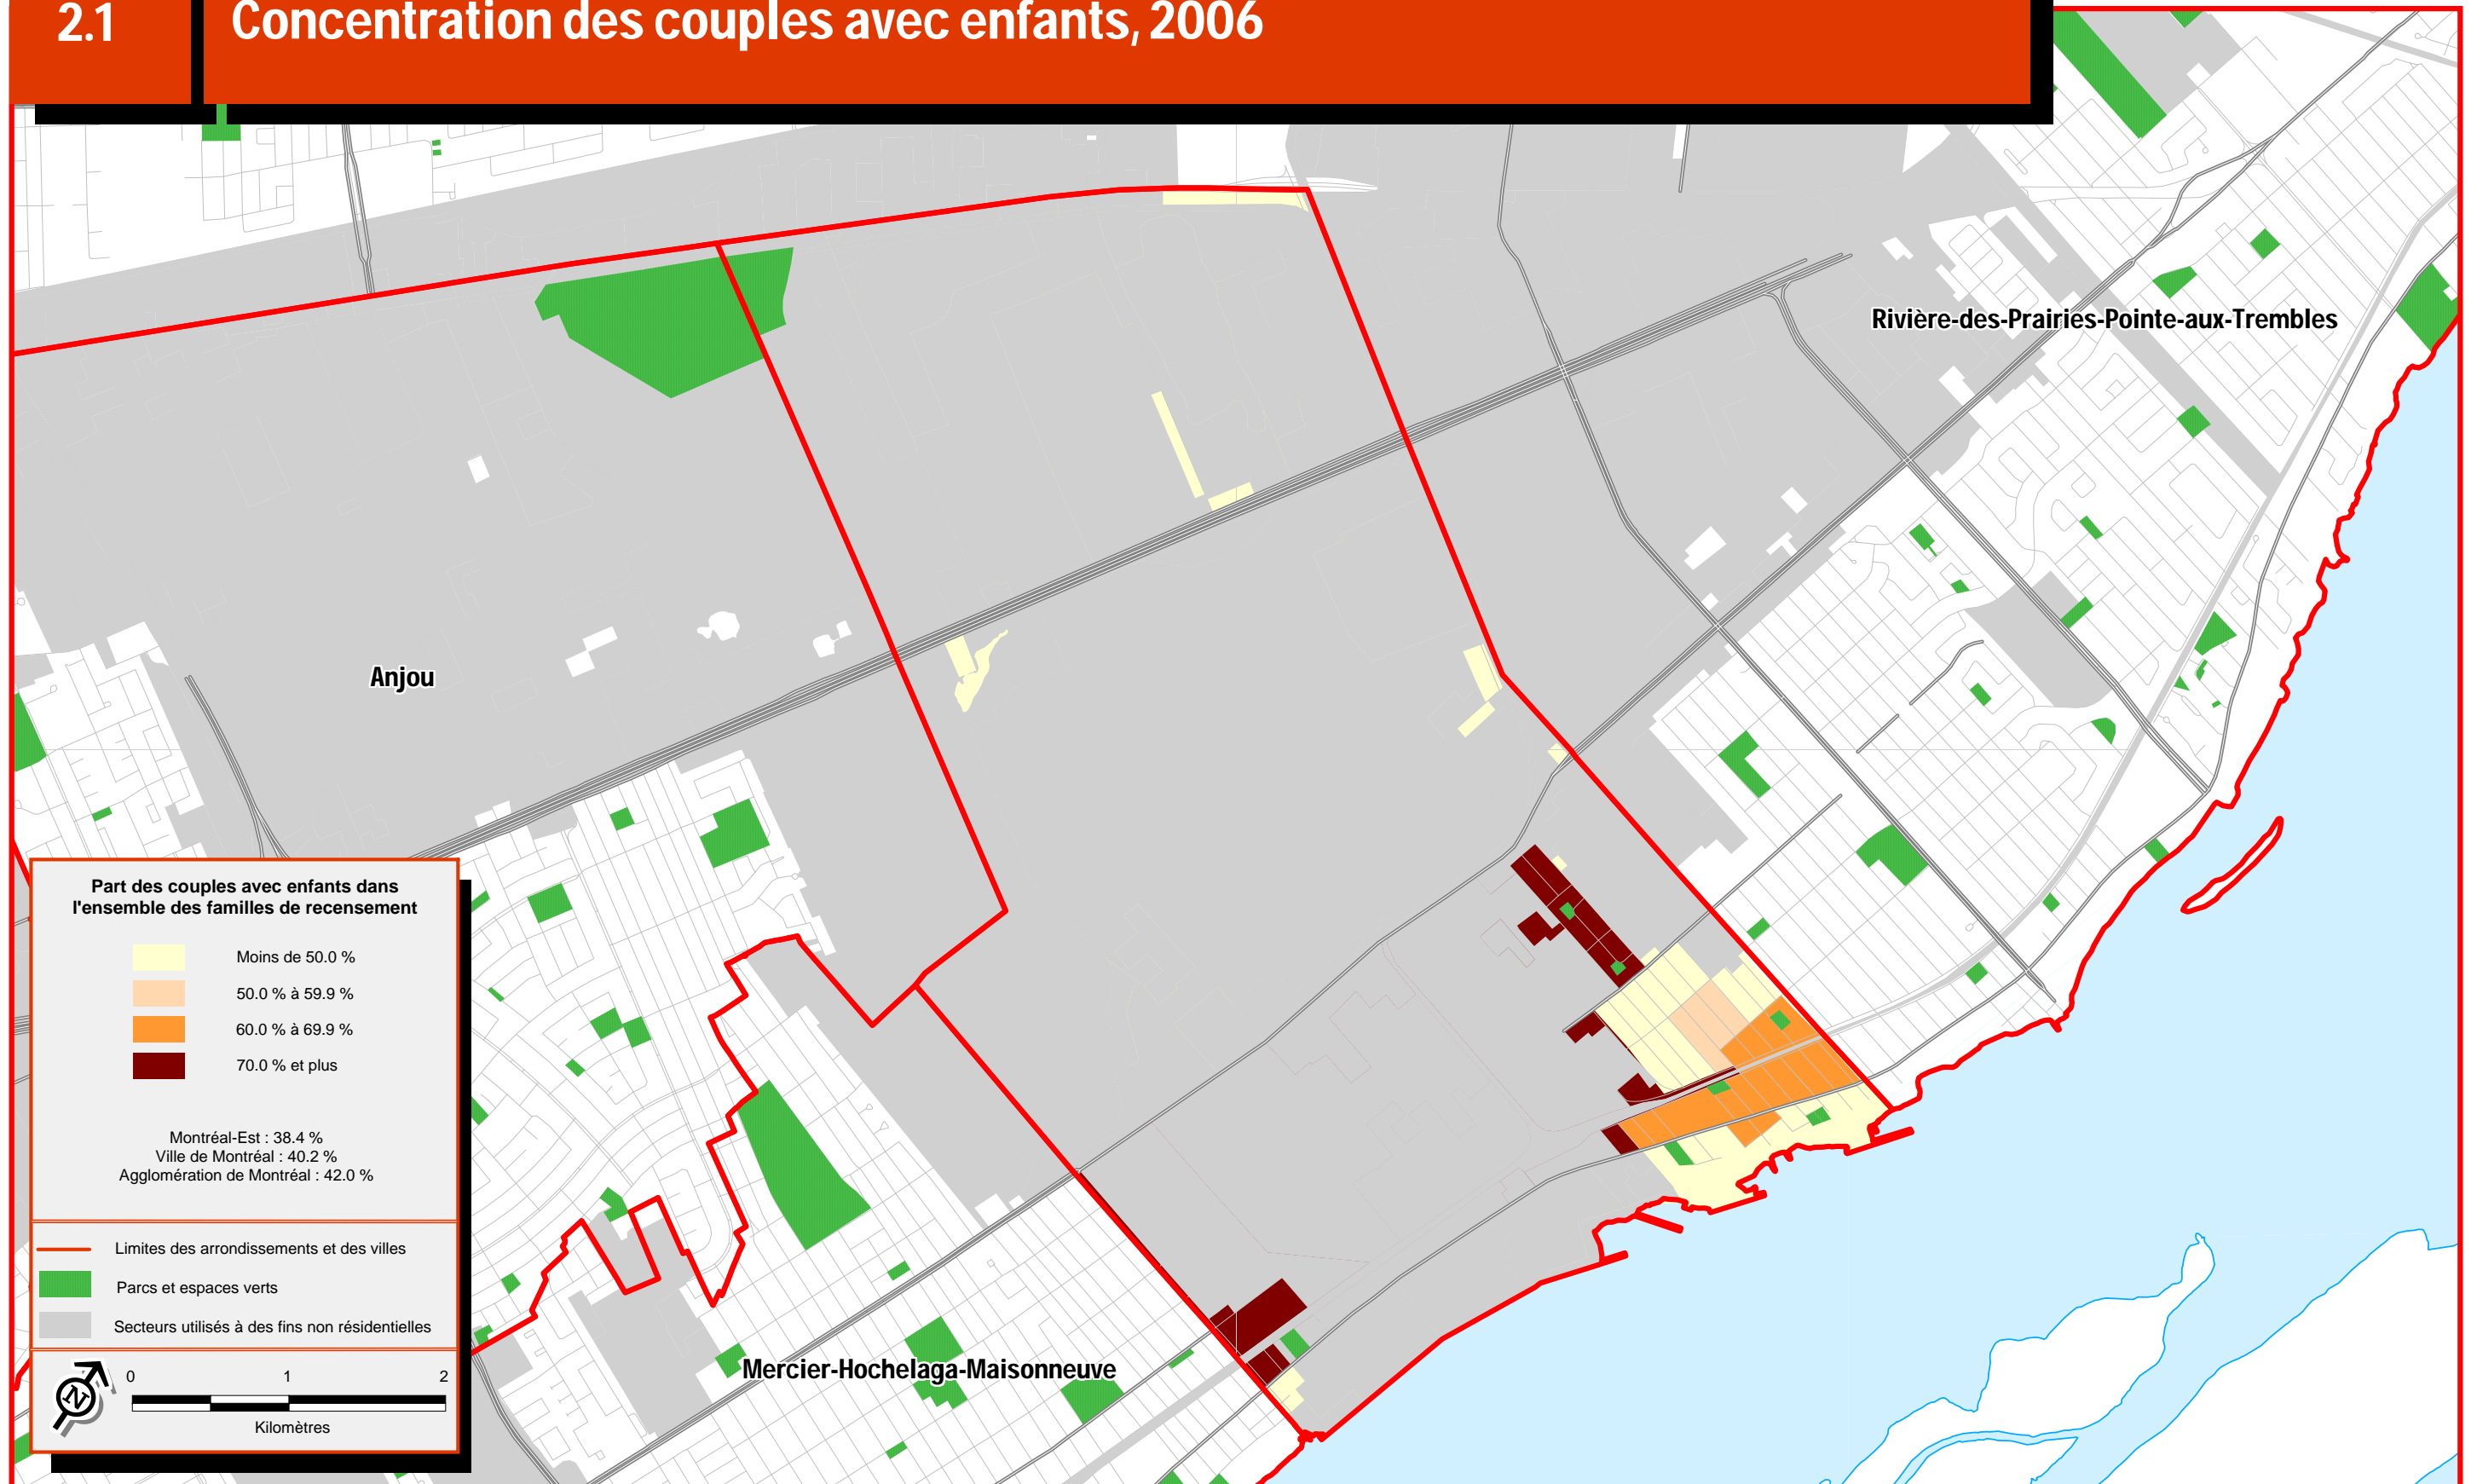 2.1 Concentration des couples avec enfants, 2006
Rivière-des-Prairies-Pointe-aux-Trembles
Anjou
Mercier-Hochelaga-Maisonneuve
Part des couples avec enfants dans
l'ensemble des familles de recensement
Moins de 50.0 %
50.0 % à 59.9 %
60.0 % à 69.9 %
70.0 % et plus
Montréal-Est : 38.4 %
Ville de Montréal : 40.2 %
Agglomération de Montréal : 42.0 %
Limites des arrondissements et des villes
Parcs et espaces verts
Secteurs utilisés à des fins non résidentielles
N
0 1 2
Kilomètres